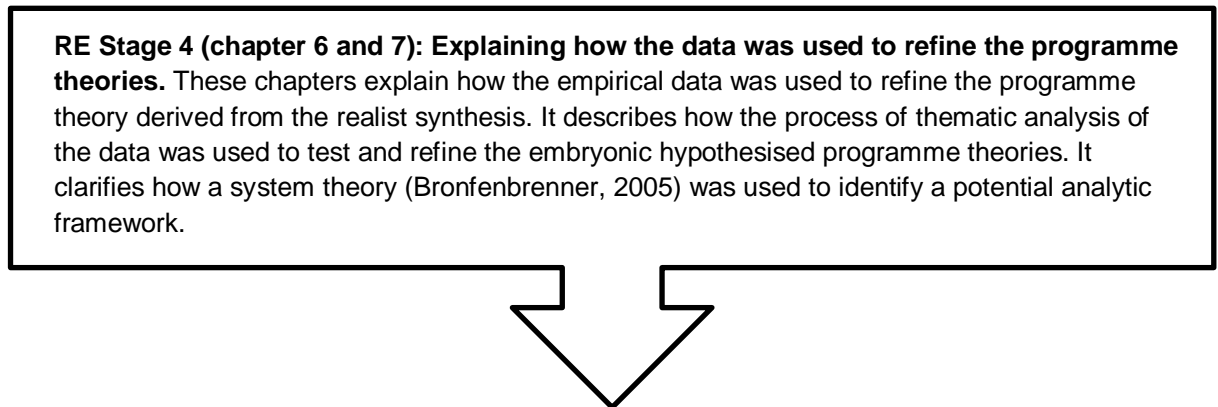 RE Stage 4 (chapter 6 and 7): Explaining how the data was used to refine the programme
theories. These chapters explain how the empirical data was used to refine the programme
theory derived from the realist synthesis. It describes how the process of thematic analysis of
the data was used to test and refine the embryonic hypothesised programme theories. It
clarifies how a system theory (Bronfenbrenner, 2005) was used to identify a potential analytic
framework.